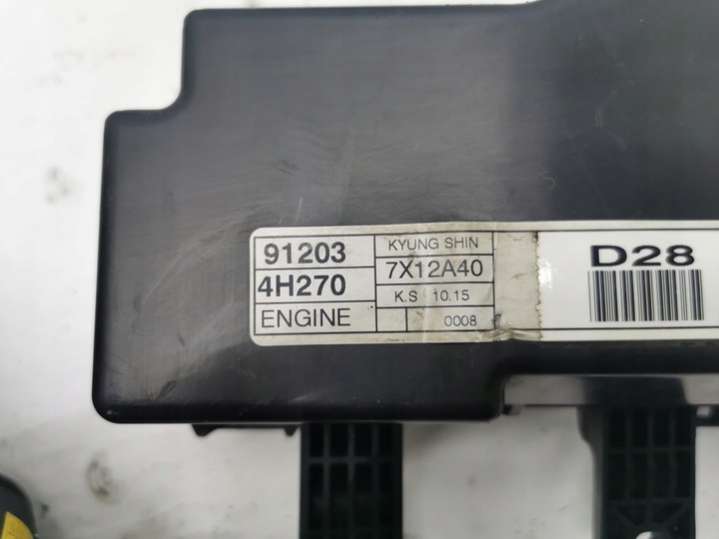 91203
4H270
ENGINE
KYUNG SHIN
7X12A40
K.S 10.15
0008
D28